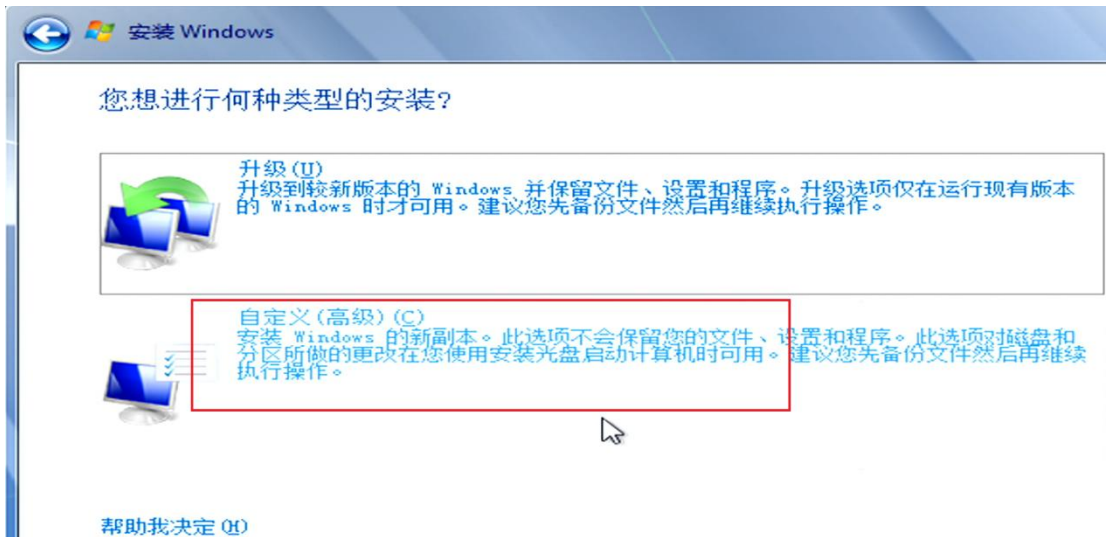 安装 Windows
您想进行何种类型的安装?
升级(U)
升级到较新版本的 Windows 并保留文件、设置和程序。升级选项仅在运行现有版本
的 Windows 时才可用。建议您先备份文件然后再继续执行操作。
自定义(高级)(C)
安装 Windows 的新副本。此选项不会保留您的文件、设置和程序。此选项对磁盘和
分区所做的更改在您使用安装光盘启动计算机时可用。建议您先备份文件然后再继续
执行操作。
帮助我决定(H)